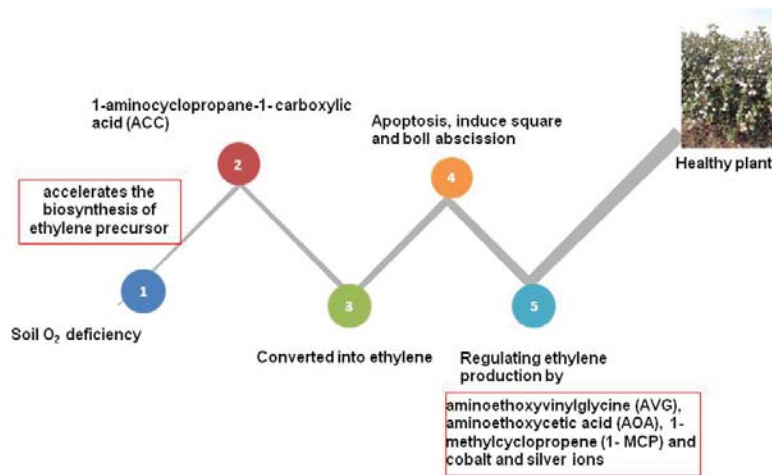 1-aminocyclopropane-1- carboxylic
acid (ACC)
2
accelerates the
biosynthesis of
ethylene precursor
1
Soil O₂ deficiency
3
Converted into ethylene
Apoptosis, induce square
and boll abscission
4
5
Regulating ethylene
production by
aminoethoxyvinylglycine (AVG),
aminoethoxycetic acid (AOA), 1-
methylcyclopropene (1- MCP) and
cobalt and silver ions
Healthy plant